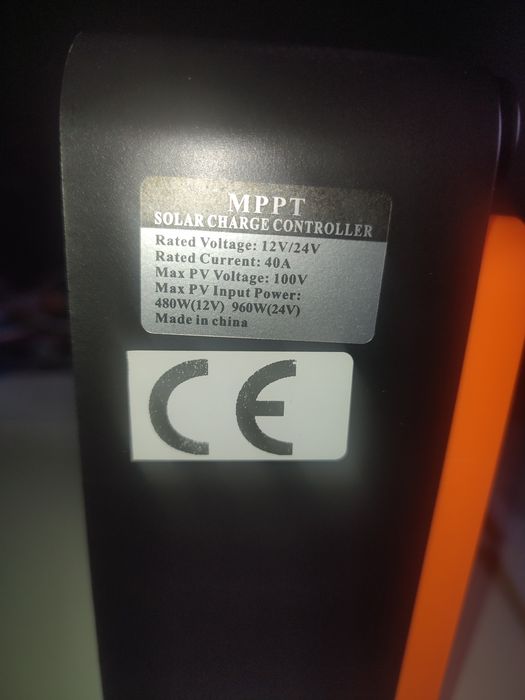 MPPT
SOLAR CHARGE CONTROLLER
Rated Voltage: 12V/24V
Rated Current: 40A
Max PV Voltage: 100V
Max PV Input Power:
480W(12V) 960W(24V)
Made in china
CE